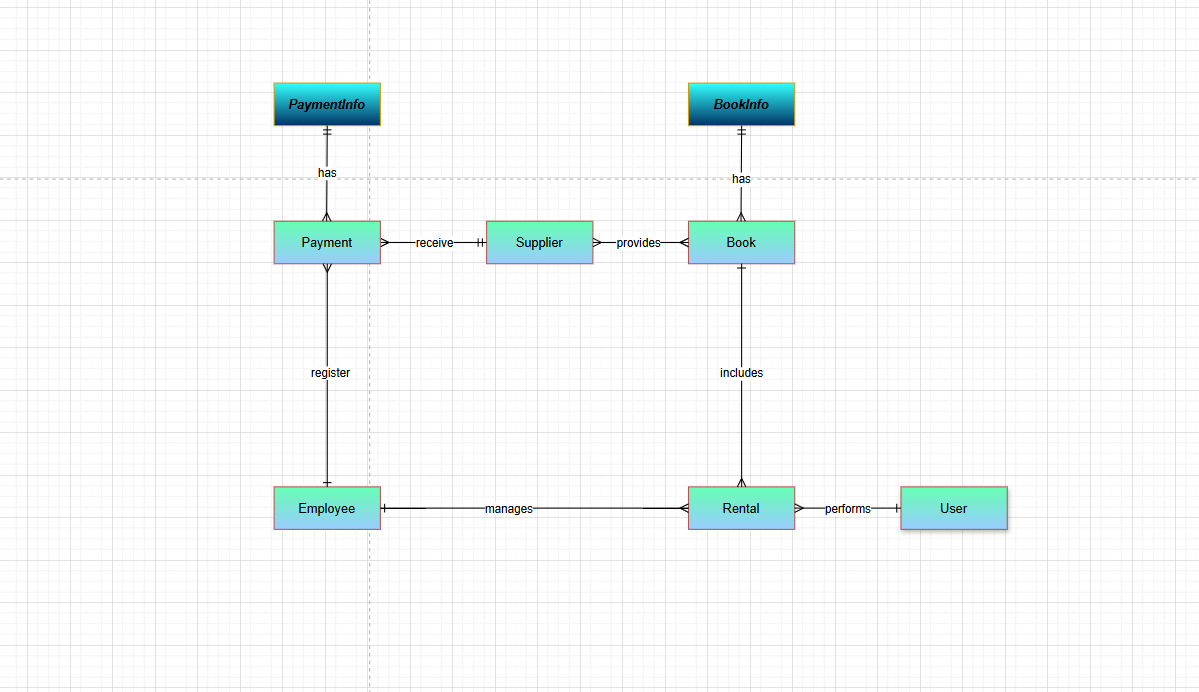 PaymentInfo
BookInfo
has
has
Payment
receive
Supplier
provides
Book
register
includes
Employee
manages
Rental
performs
User